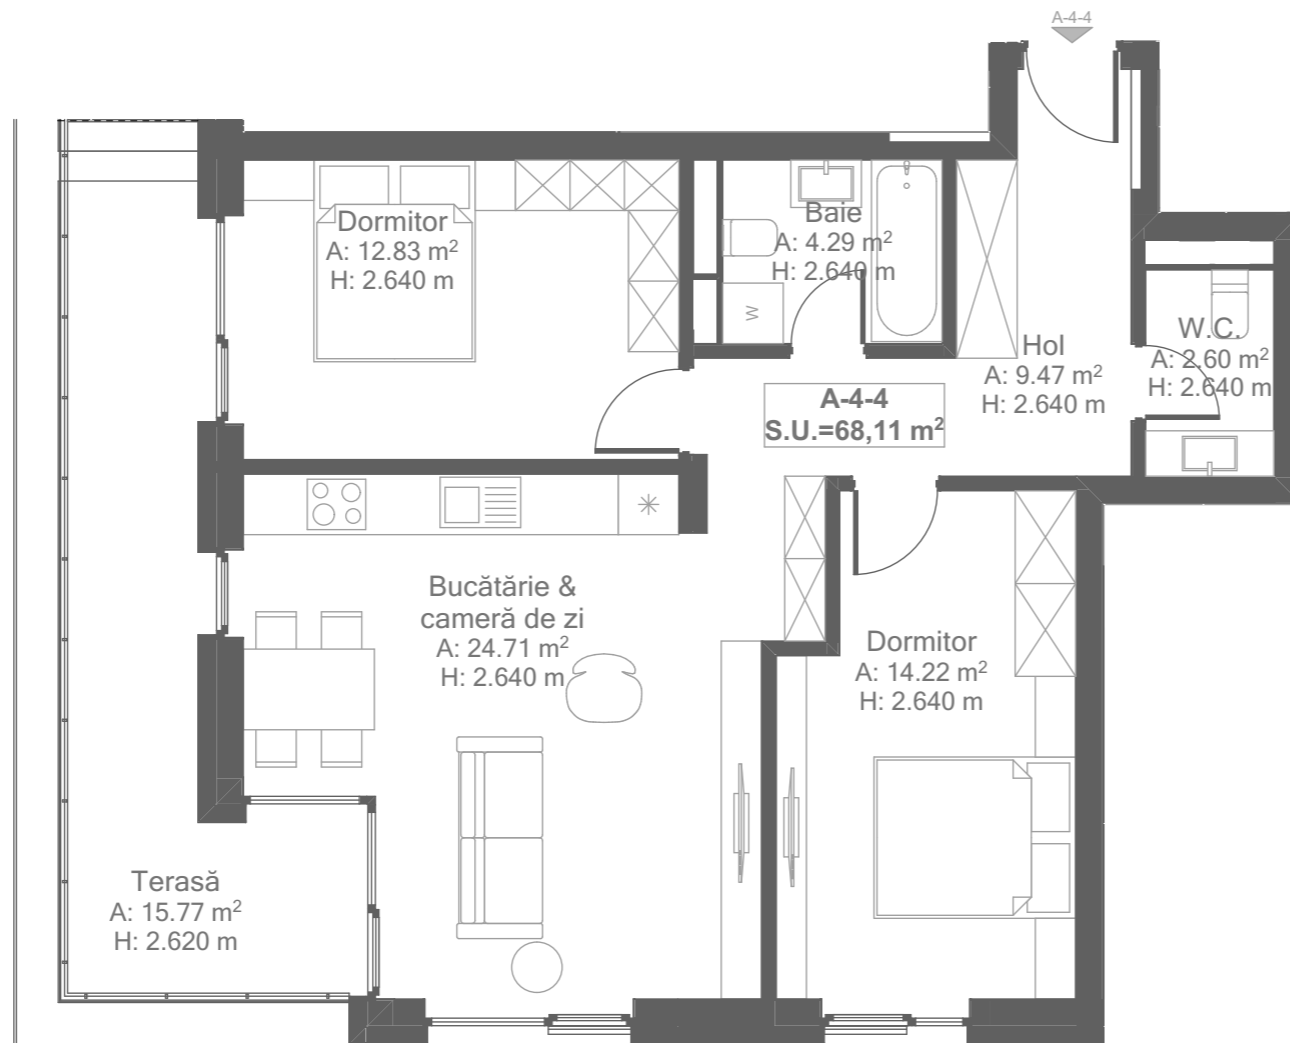 A-4-4
Dormitor
A: 12.83 m²
H: 2.640 m
Baie
A: 4.29 m²
H: 2.640 m
W
Hol
A: 9.47 m²
H: 2.640 m
W.C.
A: 2.60 m²
H: 2.640 m
A-4-4
S.U.=68,11 m²
Bucătărie &
cameră de zi
A: 24.71 m²
H: 2.640 m
Dormitor
A: 14.22 m²
H: 2.640 m
Terasă
A: 15.77 m²
H: 2.620 m